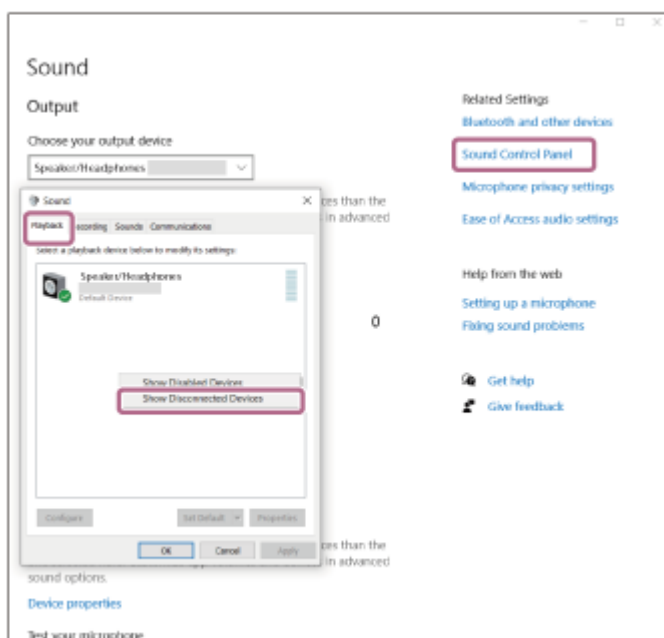 Sound
Output
Choose your output device
Speaker/Headphones
Sound
Playback
ecording
Sounds
Communications
Select a playback device below to modify its settings:
Speaker/Headphones
Default Device
Show Disabled Devices
Show Disconnected Devices
Configure
Set Default
Properties
OK
Cancel
Apply
ces than the
in advanced
0
ces than the
in advanced
sound options.
Device properties
Test your microphone
Related Settings
Bluetooth and other devices
Sound Control Panel
Microphone privacy settings
Ease of Access audio settings
Help from the web
Setting up a microphone
Fixing sound problems
Get help
Give feedback